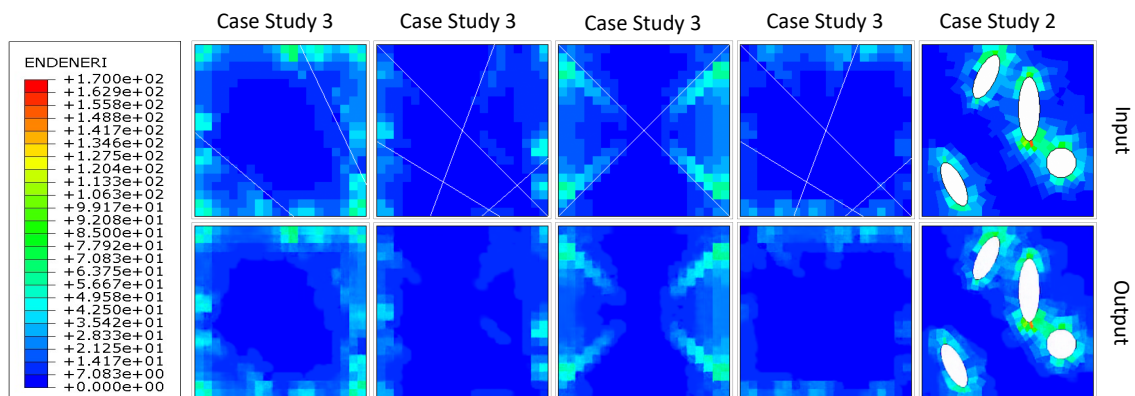 Case Study 3
Case Study 3
Case Study 3
Case Study 3
Case Study 2
ENDENERI
+1.700e+02
+1.629e+02
+1.558e+02
+1.488e+02
+1.417e+02
+1.346e+02
+1.275e+02
+1.204e+02
+1.133e+02
+1.063e+02
+9.917e+01
+9.208e+01
+8.500e+01
+7.792e+01
+7.083e+01
+6.375e+01
+5.667e+01
+4.958e+01
+4.250e+01
+3.542e+01
+2.833e+01
+2.125e+01
+1.417e+01
+7.083e+00
+0.000e+00
Input
Output